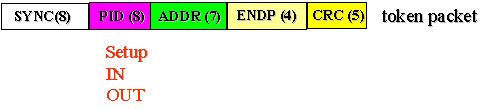 SYNC(8) PID (8) ADDR (7) ENDP (4) CRC (5) token packet
Setup
IN
OUT